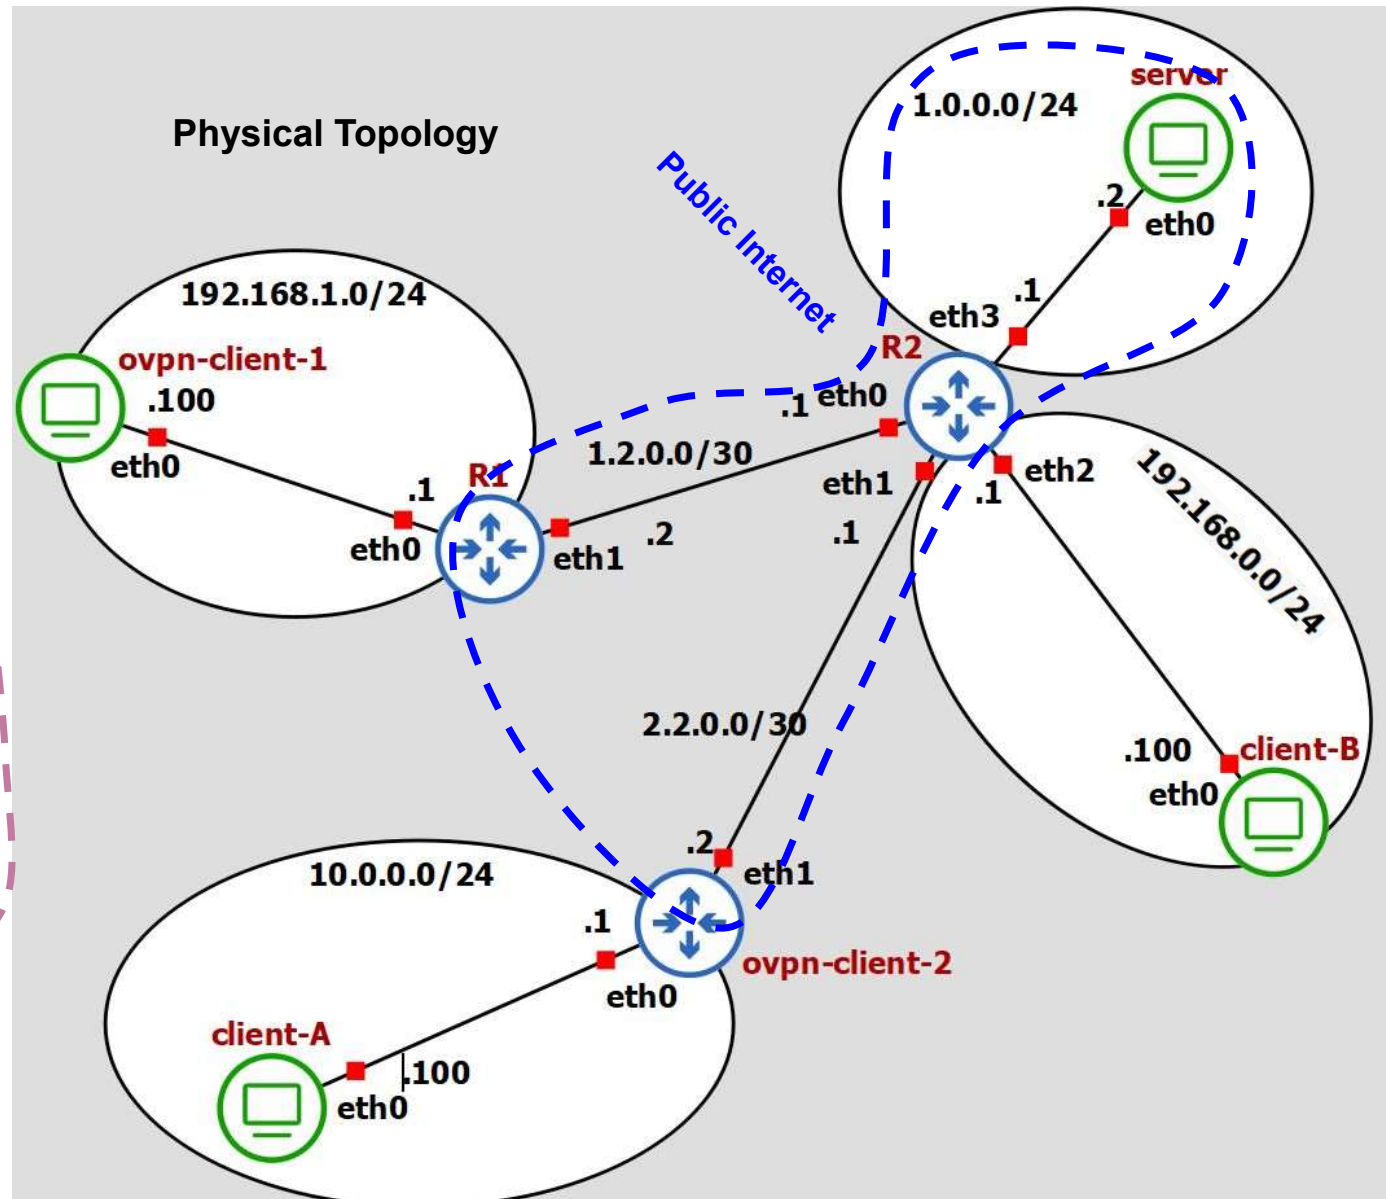 Physical Topology
server
1.0.0.0/24
.2
eth0
Public Internet
.1
eth3
R2
192.168.1.0/24
ovpn-client-1
.100
eth0
.1
eth0
R1
eth1
.2
1.2.0.0/30
.1
eth0
eth1
.1
eth2
.1
192.168.0.0/24
2.2.0.0/30
.100
client-B
eth0
.2
eth1
10.0.0.0/24
.1
eth0
ovpn-client-2
client-A
.100
eth0